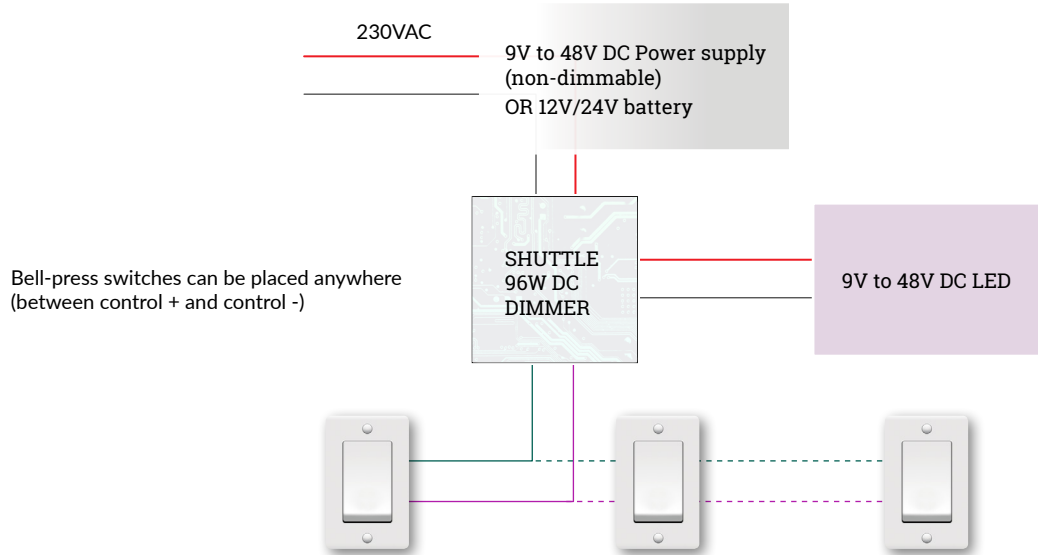 230VAC
9V to 48V DC Power supply
(non-dimmable)
OR 12V/24V battery
SHUTTLE
96W DC
DIMMER
9V to 48V DC LED
Bell-press switches can be placed anywhere
(between control + and control -)